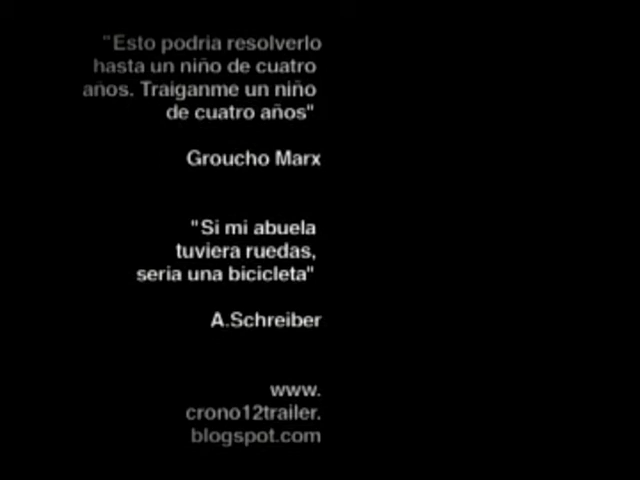 "Esto podria resolverlo
hasta un niño de cuatro
años. Traiganme un niño
de cuatro años"
Groucho Marx
"Si mi abuela
tuviera ruedas,
seria una bicicleta"
A.Schreiber
www.
crono12trailer.
blogspot.com